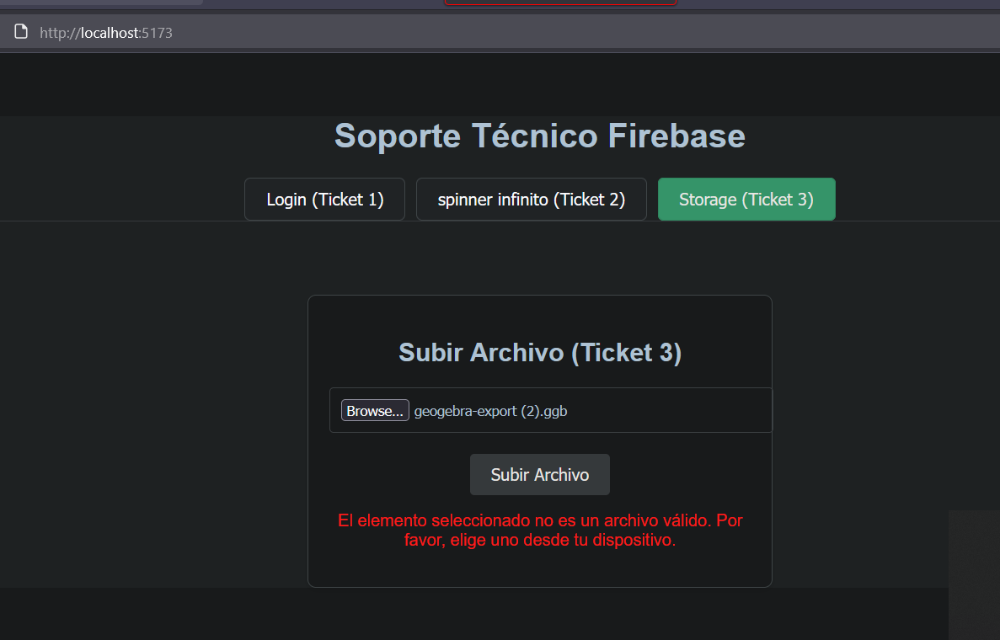 http://localhost:5173
Soporte Técnico Firebase
Login (Ticket 1) spinner infinito (Ticket 2) Storage (Ticket 3)
Subir Archivo (Ticket 3)
Browse... geogebra-export (2).ggb
Subir Archivo
El elemento seleccionado no es un archivo válido. Por
favor, elige uno desde tu dispositivo.